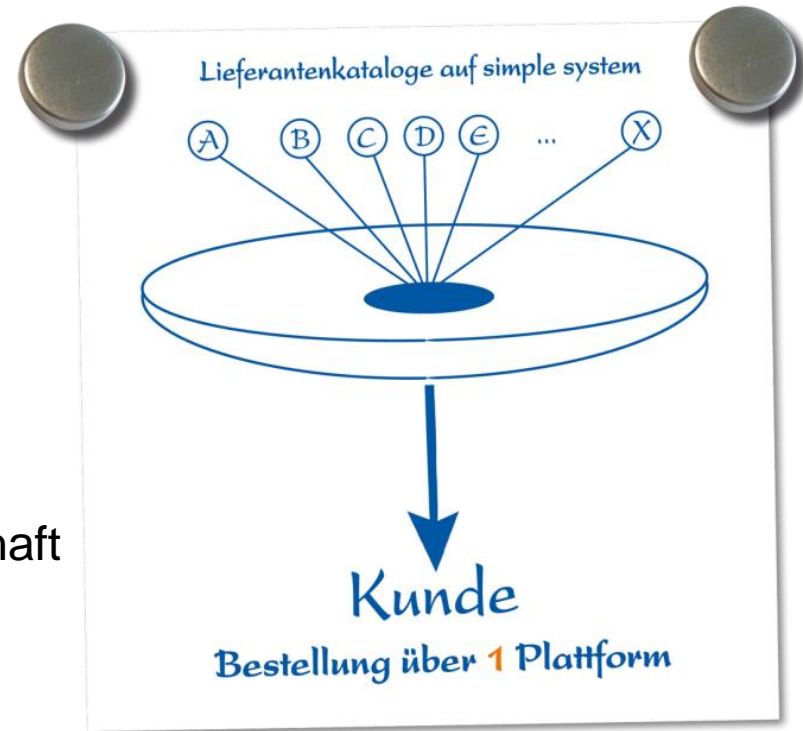 Lieferantenkataloge auf simple system
A B C D E ... X
haft
Kunde
Bestellung über 1 Plattform